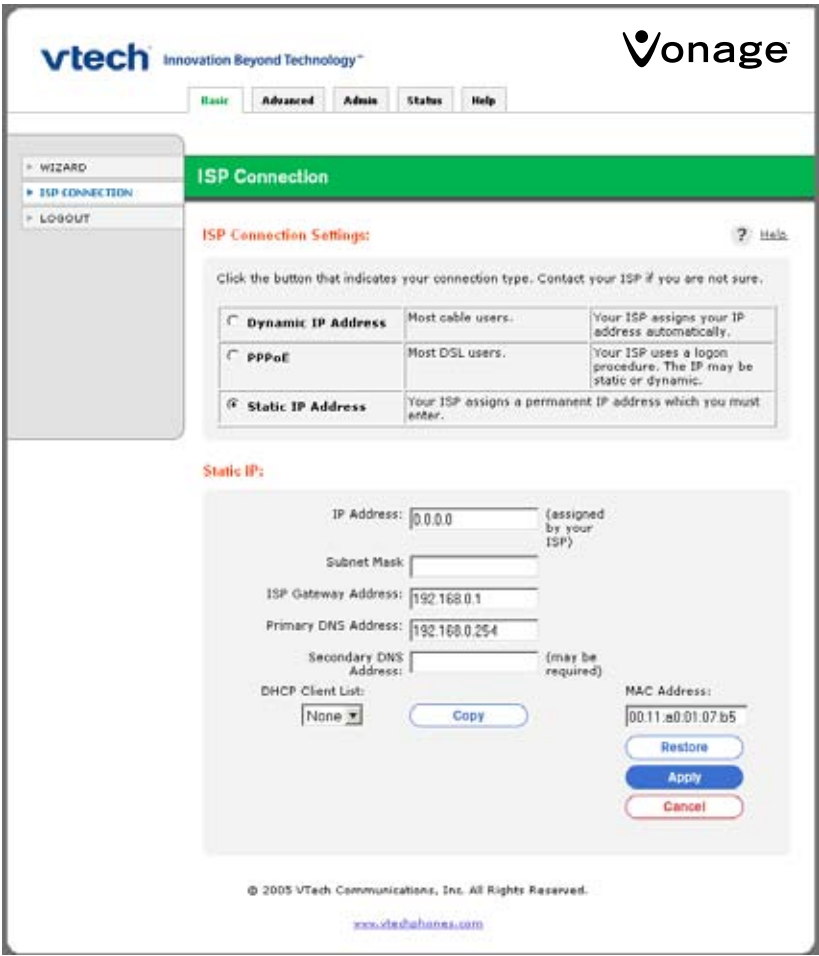 vtech Innovation Beyond Technology™
Vonage
Basic Advanced Admin Status Help
WIZARD
ISP CONNECTION
LOGOUT
ISP Connection
ISP Connection Settings:
? Help
Click the button that indicates your connection type. Contact your ISP if you are not sure.
Dynamic IP Address Most cable users. Your ISP assigns your IP
address automatically.
PPPoE Most DSL users. Your ISP uses a logon
procedure. The IP may be
static or dynamic.
Static IP Address Your ISP assigns a permanent IP address which you must
enter.
Static IP:
IP Address: 0.0.0.0 (assigned
by your
ISP)
Subnet Mask
ISP Gateway Address: 192.168.0.1
Primary DNS Address: 192.168.0.254
Secondary DNS (may be
Address: required)
DHCP Client List: MAC Address:
None Copy 00:11:a0:01:07:b5
Restore
Apply
Cancel
© 2005 VTech Communications, Inc. All Rights Reserved.
www.vtechphones.com